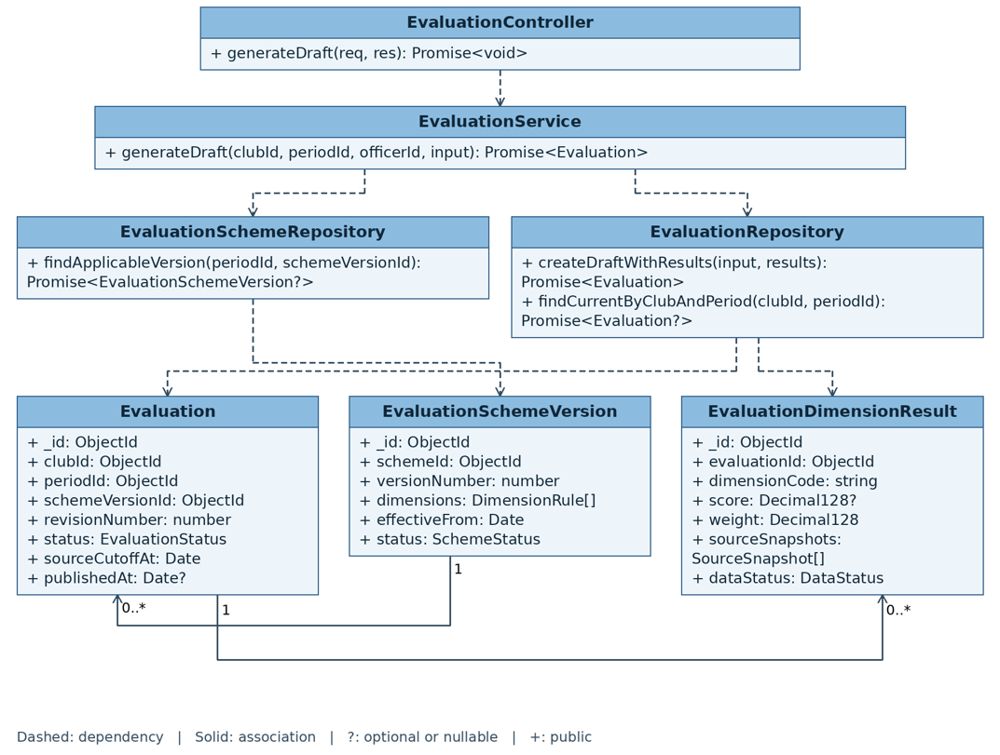 EvaluationController
+ generateDraft(req, res): Promise<void>
EvaluationService
+ generateDraft(clubId, periodId, officerId, input): Promise<Evaluation>
EvaluationSchemeRepository
+ findApplicableVersion(periodId, schemeVersionId):
Promise<EvaluationSchemeVersion?>
EvaluationRepository
+ createDraftWithResults(input, results):
Promise<Evaluation>
+ findCurrentByClubAndPeriod(clubId, periodId):
Promise<Evaluation?>
Evaluation
+ _id: ObjectId
+ clubId: ObjectId
+ periodId: ObjectId
+ schemeVersionId: ObjectId
+ revisionNumber: number
+ status: EvaluationStatus
+ sourceCutoffAt: Date
+ publishedAt: Date?
EvaluationSchemeVersion
+ _id: ObjectId
+ schemeId: ObjectId
+ versionNumber: number
+ dimensions: DimensionRule[]
+ effectiveFrom: Date
+ status: SchemeStatus
EvaluationDimensionResult
+ _id: ObjectId
+ evaluationId: ObjectId
+ dimensionCode: string
+ score: Decimal128?
+ weight: Decimal128
+ sourceSnapshots:
SourceSnapshot[]
+ dataStatus: DataStatus
1
0..*
1
0..*
Dashed: dependency | Solid: association | ?: optional or nullable | +: public